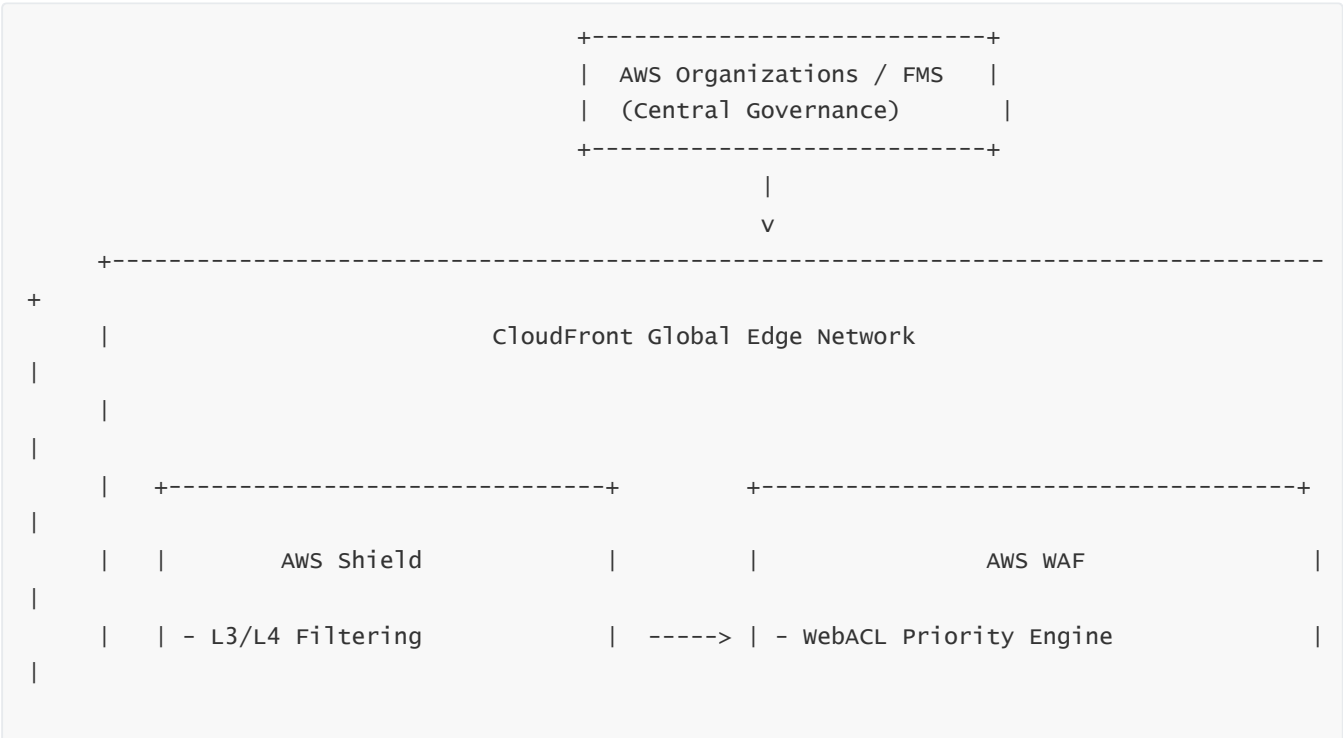 +----------------------------+
                                       |  AWS Organizations / FMS   |
                                       |  (Central Governance)       |
                                       +----------------------------+
                                                    |
                                                    v
     +--------------------------------------------------------------------------------------
+
     |                           CloudFront Global Edge Network
|
     |
|
     |   +-------------------------------+         +--------------------------------------+
|
     |   |        AWS Shield             |         |                AWS WAF                |
|
     |   | - L3/L4 Filtering             |  -----> | - WebACL Priority Engine              |
|